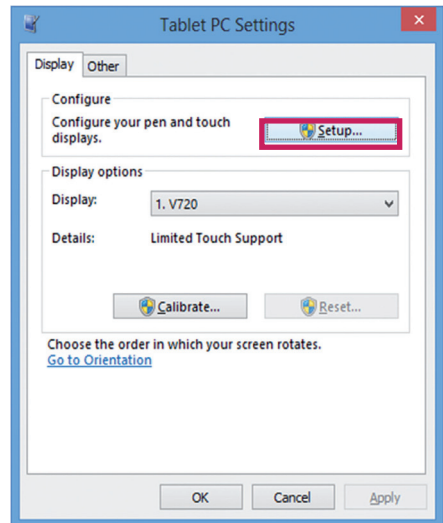 Tablet PC Settings
Display Other
Configure
Configure your pen and touch
displays.
Setup...
Display options
Display: 1. V720
Details: Limited Touch Support
Calibrate... Reset...
Choose the order in which your screen rotates.
Go to Orientation
OK Cancel Apply